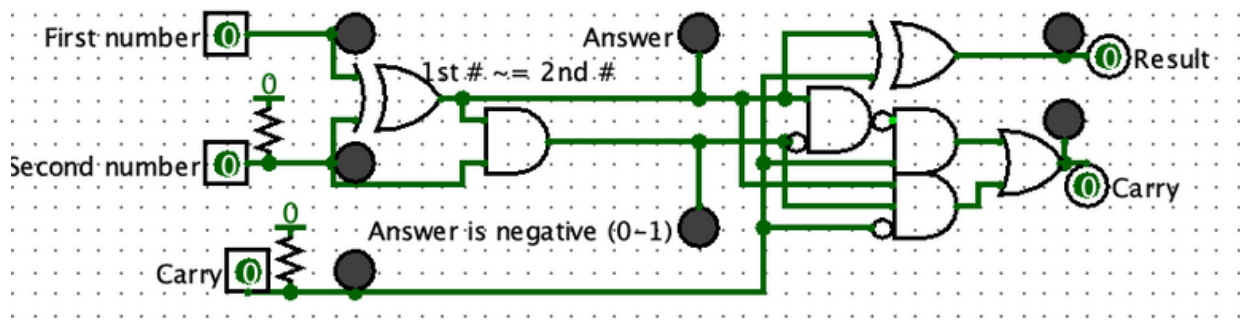 First number 0
Answer
0 Result
1st # ~= 2nd #
0
Second number 0
0 Carry
0
Answer is negative (0-1)
Carry 0